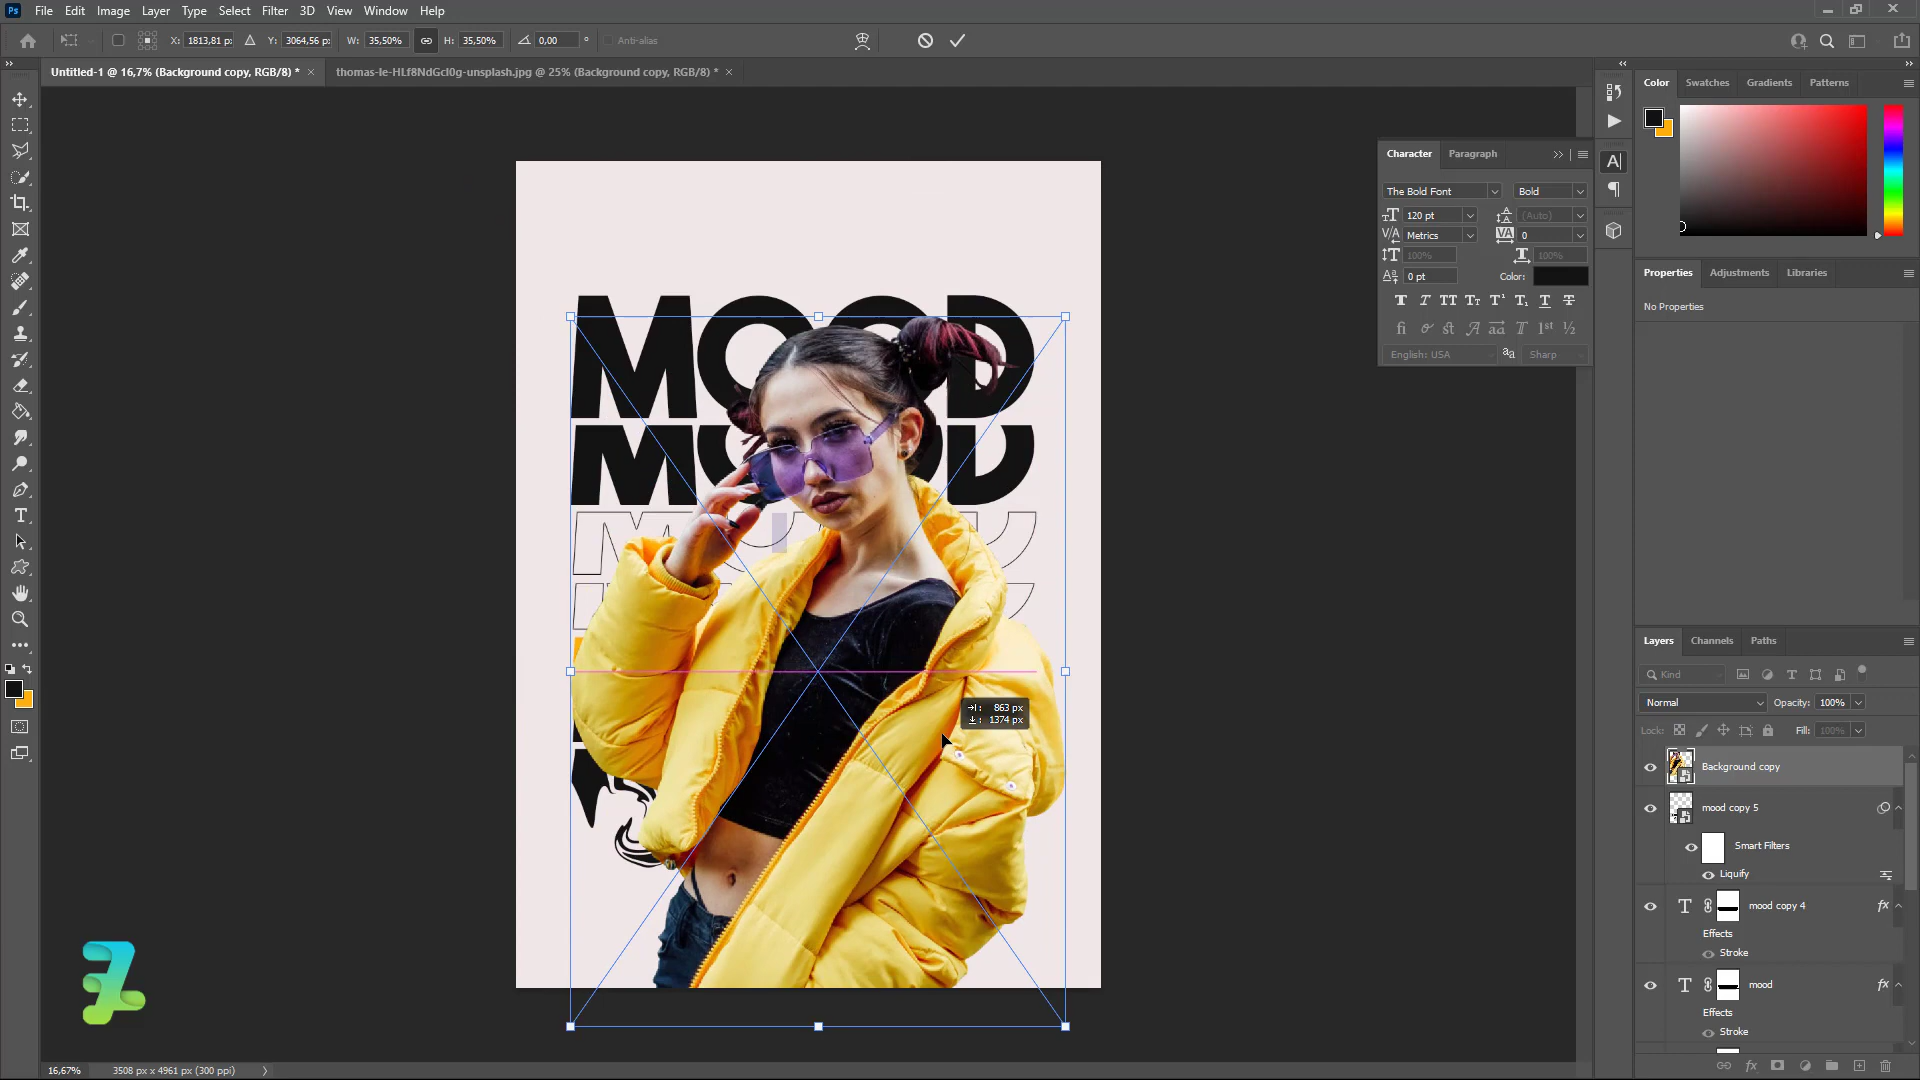 Ps File Edit Image Layer Type Select Filter 3D View Window Help
X: 1813,81 p: Y: 3064,56 p: W: 35,50% H: 35,50% 0,00 ° Anti-alias
Untitled-1 @ 16,7% (Background copy, RGB/8) * × thomas-le-HLf8NdGcl0g-unsplash.jpg @ 25% (Background copy, RGB/8) * ×
Color Swatches Gradients Patterns
Character Paragraph
The Bold Font Bold
120 pt (Auto)
Metrics 0
100% 100%
0 pt Color:
English: USA Sharp
Properties Adjustments Libraries
No Properties
MOOD
MOOD
863 px
1374 px
Layers Channels Paths
Kind
Normal Opacity: 100%
Lock: Fill: 100%
Background copy
mood copy 5
Smart Filters
Liquify
mood copy 4 fx
Effects
Stroke
mood fx
Effects
Stroke
16,67% 3508 px x 4961 px (300 ppi)